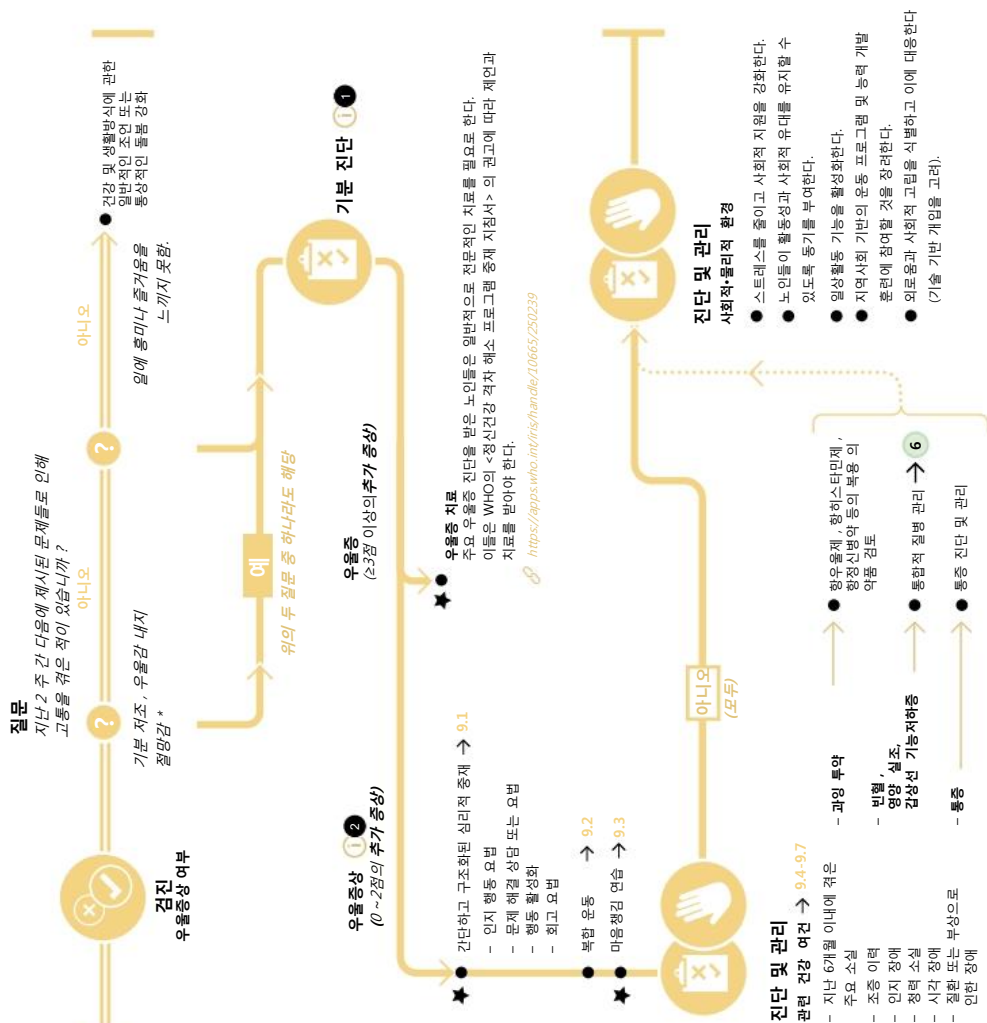 질문
지난 2 주 간 다음에 제시된 문제들로 인해
고통을 겪은 적이 있습니까 ?
검진
우울증상 여부
?
아니오
?
아니오
기분 저조 , 우울감 내지
절망감 *
일에 흥미나 즐거움을
느끼지 못함.
● 건강 및 생활방식에 관한
일반적인 조언 또는
통상적인 돌봄 강화
예
위의 두 질문 중 하나라도 해당
기분 진단 i 1
우울증상 i 2
(0 ~2점의 추가 증상)
우울증
(≥3점 이상의추가 증상)
★ ● 간단하고 구조화된 심리적 중재 → 9.1
– 인지 행동 요법
– 문제 해결 상담 또는 요법
– 행동 활성화
– 회고 요법
● 복합 운동 → 9.2
★ ● 마음챙김 연습 → 9.3
★ ● 우울증 치료
주요 우울증 진단을 받은 노인들은 일반적으로 전문적인 치료를 필요로 한다.
이들은 WHO의 <정신건강 격차 해소 프로그램 중재 지침서> 의 권고에 따라 제언과
치료를 받아야 한다.
https://apps.who.int/iris/handle/10665/250239
진단 및 관리
관련 건강 여건 → 9.4-9.7
– 지난 6개월 이내에 겪은
주요 소실
– 조증 이력
– 인지 장애
– 청력 소실
– 시각 장애
– 질환 또는 부상으로
인한 장애
아니오
(모두)
– 과잉 투약
● 항우울제 , 항히스타민제 ,
항정신병약 등의 복용 의
약품 검토
– 빈혈 ,
영양 실조,
갑상선 기능저하증
● 통합적 질병 관리 → 6
– 통증
● 통증 진단 및 관리
진단 및 관리
사회적•물리적 환경
● 스트레스를 줄이고 사회적 지원을 강화한다.
● 노인들이 활동성과 사회적 유대를 유지할 수
있도록 동기를 부여한다.
● 일상활동 기능을 활성화한다.
● 지역사회 기반의 운동 프로그램 및 능력 개발
훈련에 참여할 것을 장려한다.
● 외로움과 사회적 고립을 식별하고 이에 대응한다
(기술 기반 개입을 고려).